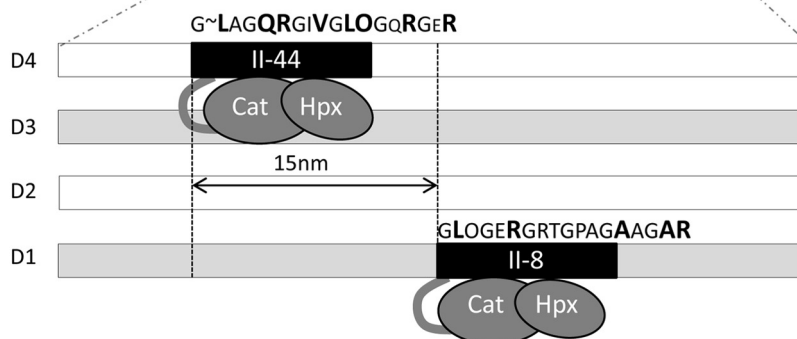 G~LAGQRGIVGLOGQRGER
D4
II-44
Cat Hpx
D3
15nm
D2
GLOGERGRTGPAGAAGAR
D1
II-8
Cat Hpx